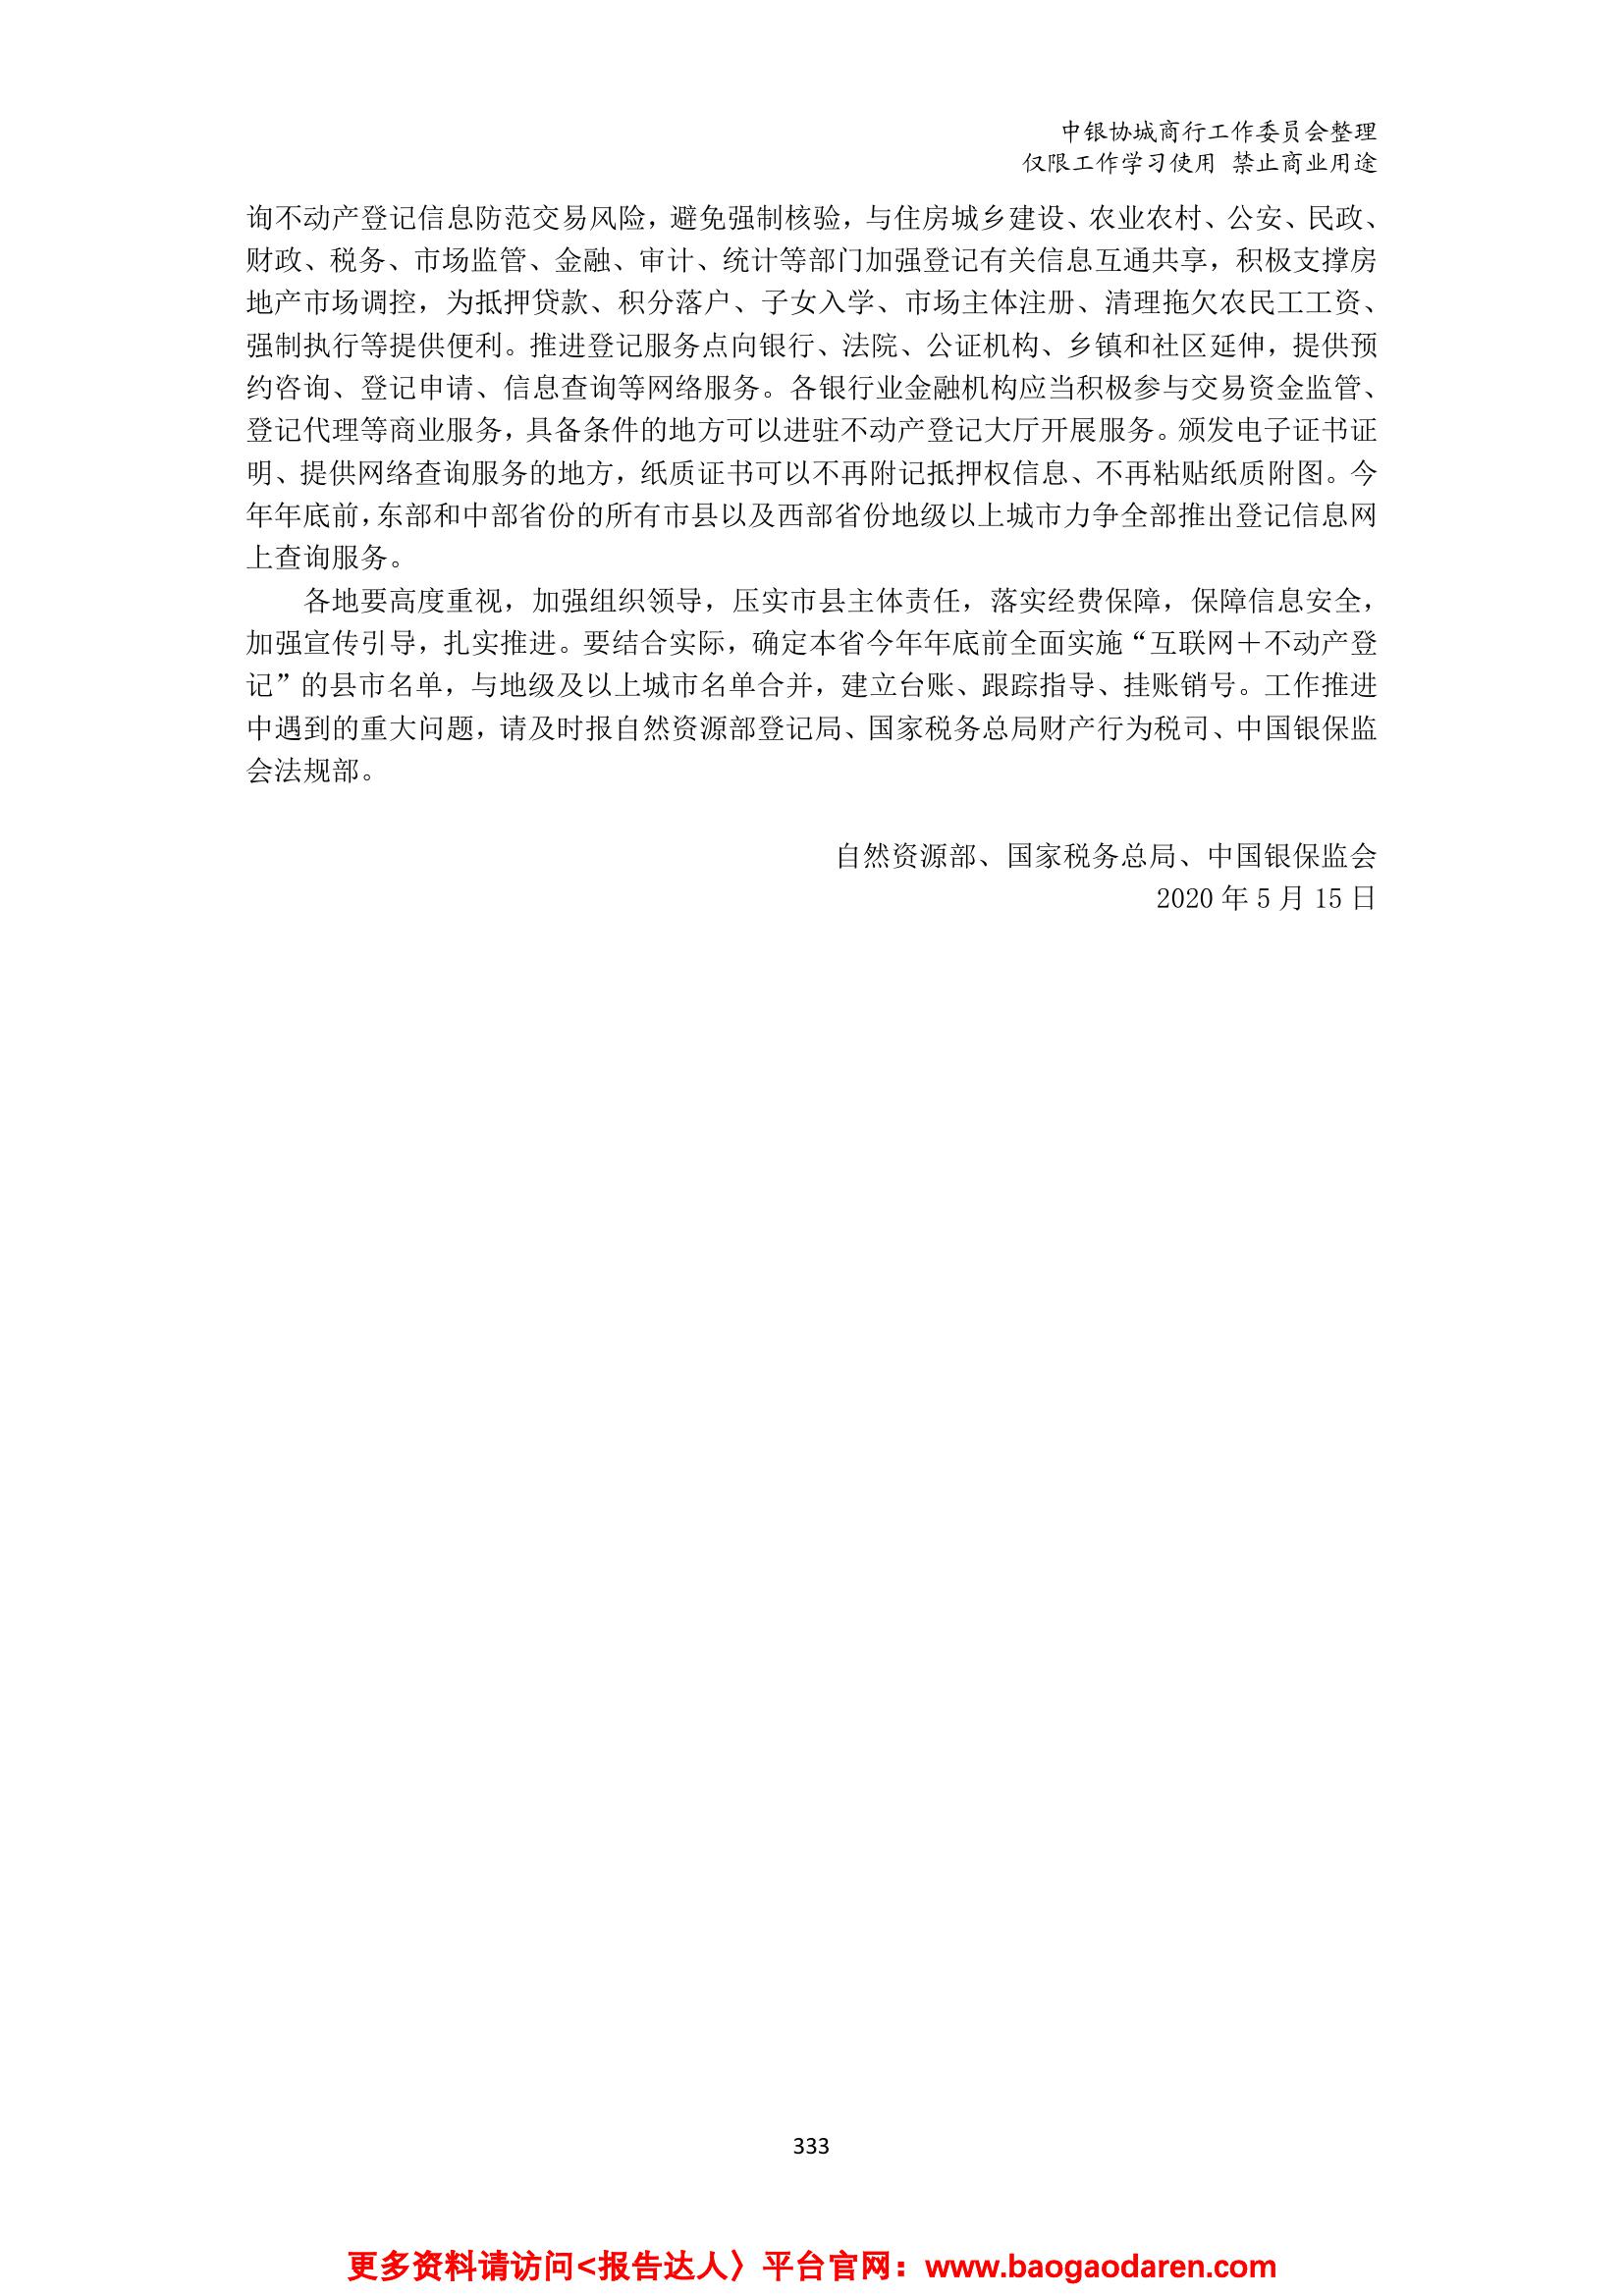 中银协城商行工作委员会整理
仅限工作学习使用 禁止商业用途
询不动产登记信息防范交易风险，避免强制核验，与住房城乡建设、农业农村、公安、民政、
财政、税务、市场监管、金融、审计、统计等部门加强登记有关信息互通共享，积极支撑房
地产市场调控，为抵押贷款、积分落户、子女入学、市场主体注册、清理拖欠农民工工资、
强制执行等提供便利。推进登记服务点向银行、法院、公证机构、乡镇和社区延伸，提供预
约咨询、登记申请、信息查询等网络服务。各银行业金融机构应当积极参与交易资金监管、
登记代理等商业服务，具备条件的地方可以进驻不动产登记大厅开展服务。颁发电子证书证
明、提供网络查询服务的地方，纸质证书可以不再附记抵押权信息、不再粘贴纸质附图。今
年年底前，东部和中部省份的所有市县以及西部省份地级以上城市力争全部推出登记信息网
上查询服务。
各地要高度重视，加强组织领导，压实市县主体责任，落实经费保障，保障信息安全，
加强宣传引导，扎实推进。要结合实际，确定本省今年年底前全面实施“互联网＋不动产登
记”的县市名单，与地级及以上城市名单合并，建立台账、跟踪指导、挂账销号。工作推进
中遇到的重大问题，请及时报自然资源部登记局、国家税务总局财产行为税司、中国银保监
会法规部。
自然资源部、国家税务总局、中国银保监会
2020 年 5 月 15 日
333
更多资料请访问<报告达人〉平台官网：www.baogaodaren.com